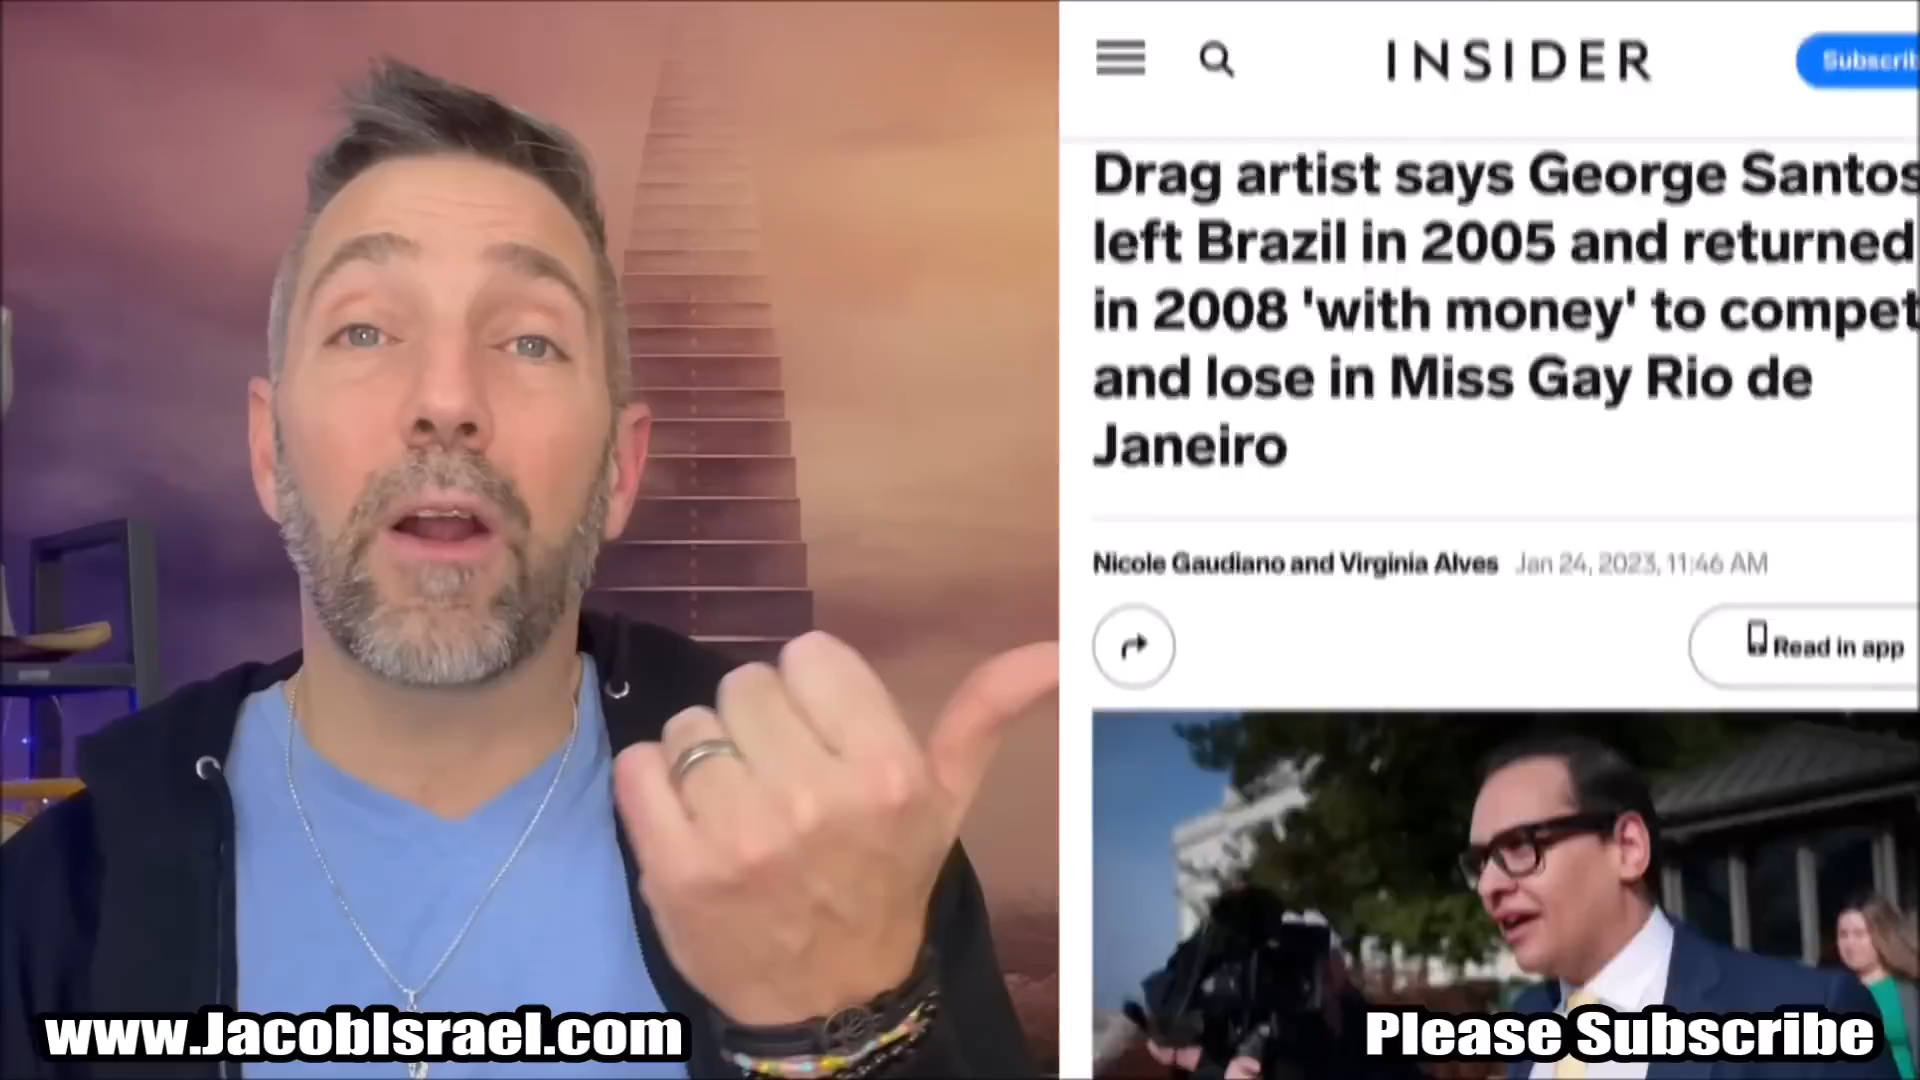 INSIDER
Subscrib
Drag artist says George Santos
left Brazil in 2005 and returned
in 2008 'with money' to compet
and lose in Miss Gay Rio de
Janeiro
Nicole Gaudiano and Virginia Alves Jan 24, 2023, 11:46 AM
Read in app
www.JacobIsrael.com
Please Subscribe